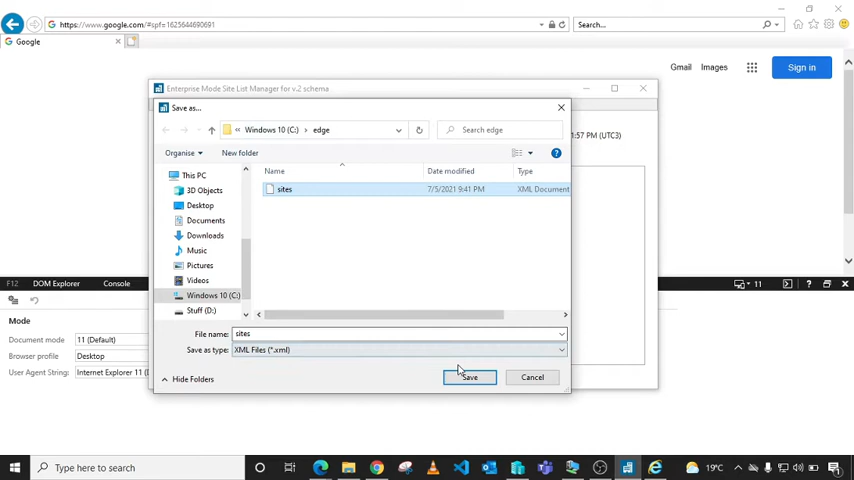 https://www.google.com/#spf=1625644690691
Search...
Google
Gmail Images
Sign in
Enterprise Mode Site List Manager for v.2 schema
Save as...
« Windows 10 (C:) › edge
Search edge
1:57 PM (UTC3)
Organise
New folder
Name
Date modified
Type
This PC
3D Objects
Desktop
Documents
Downloads
Music
Pictures
Videos
Windows 10 (C:)
Stuff (D:)
sites
7/5/2021 9:41 PM
XML Document
File name: sites
Save as type: XML Files (*.xml)
Hide Folders
Save
Cancel
F12 DOM Explorer Console
11
Mode
Document mode 11 (Default)
Browser profile Desktop
User Agent String Internet Explorer 11 (D
Type here to search
19°C